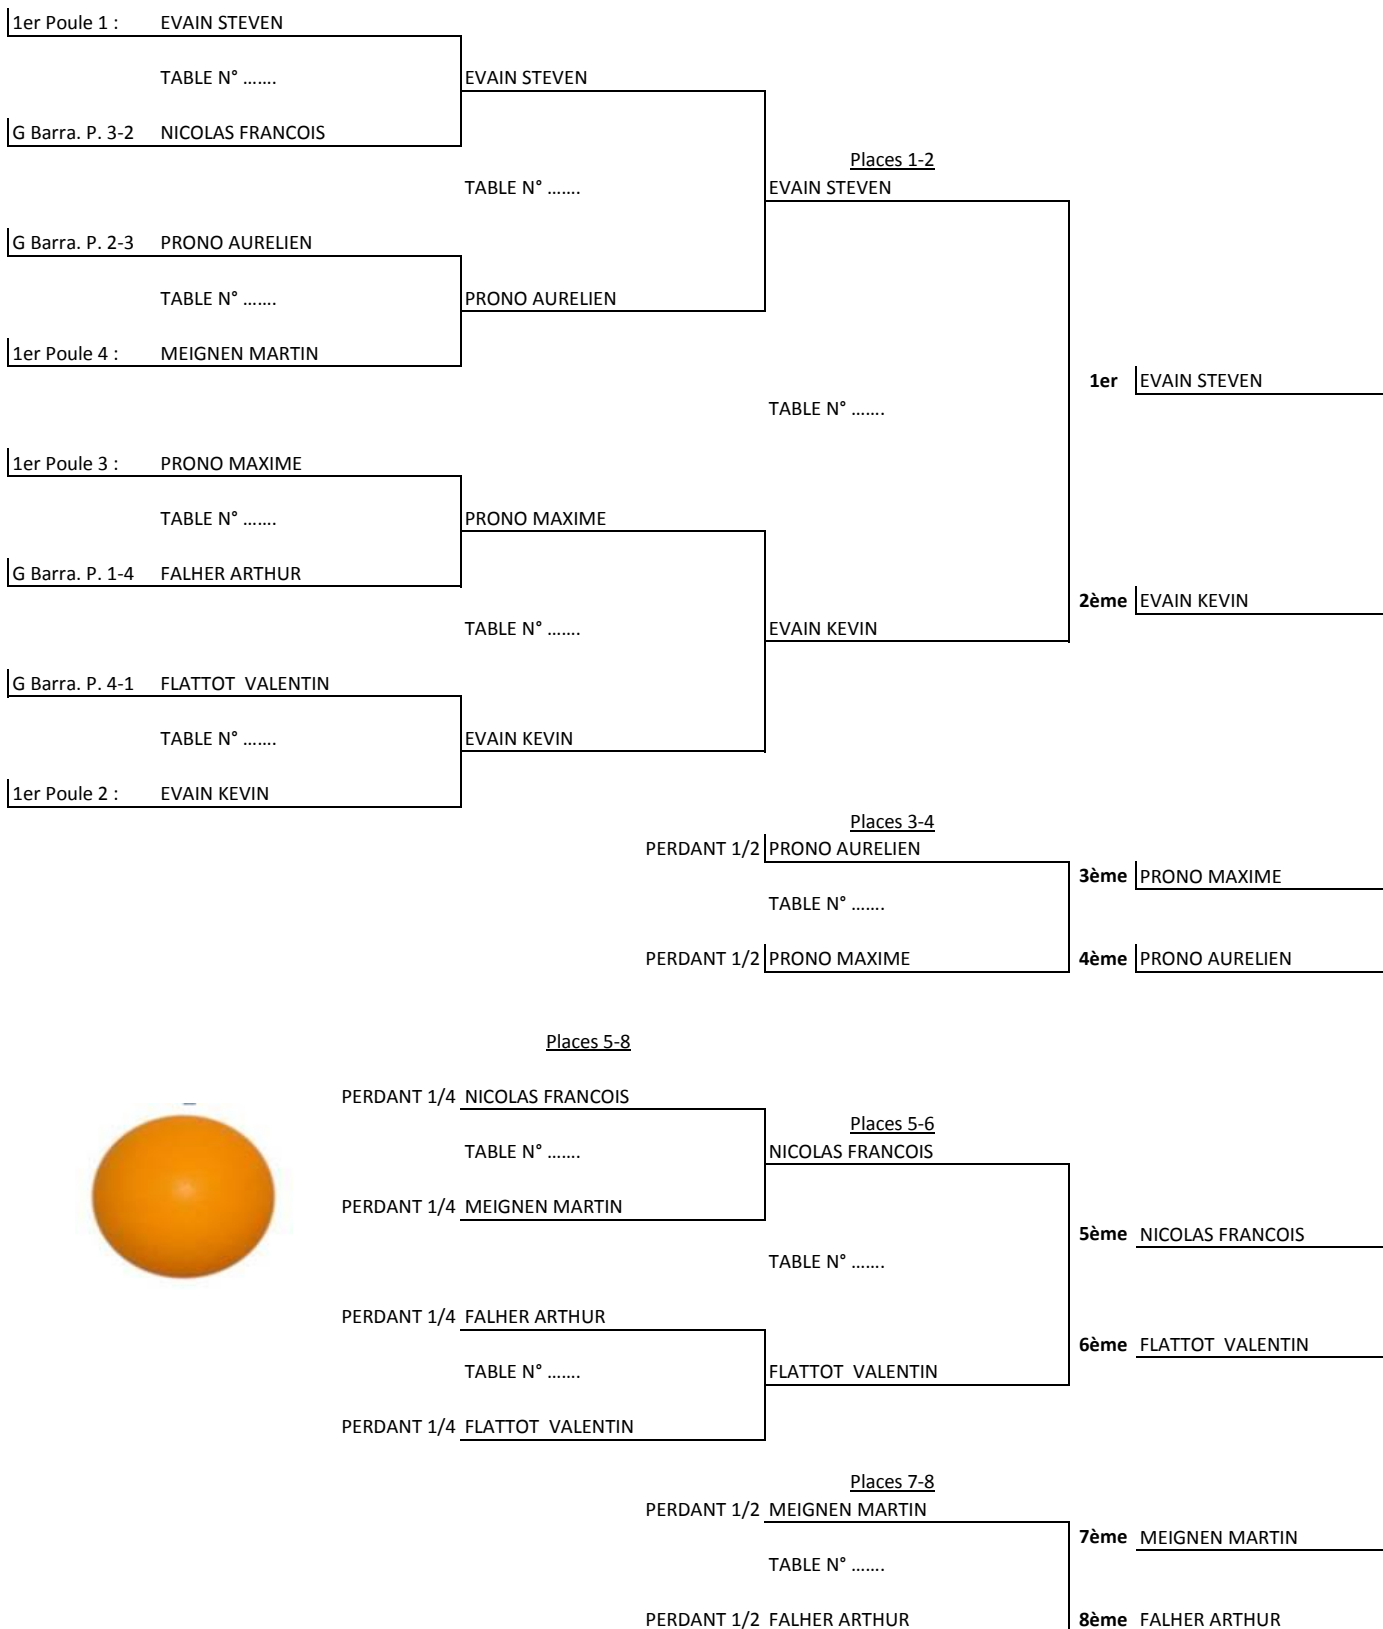 1er Poule 1 : EVAIN STEVEN
TABLE N° ....... EVAIN STEVEN
G Barra. P. 3-2 NICOLAS FRANCOIS
Places 1-2
TABLE N° ....... EVAIN STEVEN
G Barra. P. 2-3 PRONO AURELIEN
TABLE N° ....... PRONO AURELIEN
1er Poule 4 : MEIGNEN MARTIN
1er EVAIN STEVEN
TABLE N° .......
1er Poule 3 : PRONO MAXIME
TABLE N° ....... PRONO MAXIME
G Barra. P. 1-4 FALHER ARTHUR
2ème EVAIN KEVIN
TABLE N° ....... EVAIN KEVIN
G Barra. P. 4-1 FLATTOT VALENTIN
TABLE N° ....... EVAIN KEVIN
1er Poule 2 : EVAIN KEVIN
Places 3-4
PERDANT 1/2 PRONO AURELIEN
3ème PRONO MAXIME
TABLE N° .......
PERDANT 1/2 PRONO MAXIME 4ème PRONO AURELIEN
Places 5-8
PERDANT 1/4 NICOLAS FRANCOIS
Places 5-6
TABLE N° ....... NICOLAS FRANCOIS
PERDANT 1/4 MEIGNEN MARTIN
5ème NICOLAS FRANCOIS
TABLE N° .......
PERDANT 1/4 FALHER ARTHUR
6ème FLATTOT VALENTIN
TABLE N° ....... FLATTOT VALENTIN
PERDANT 1/4 FLATTOT VALENTIN
Places 7-8
PERDANT 1/2 MEIGNEN MARTIN
7ème MEIGNEN MARTIN
TABLE N° .......
PERDANT 1/2 FALHER ARTHUR 8ème FALHER ARTHUR